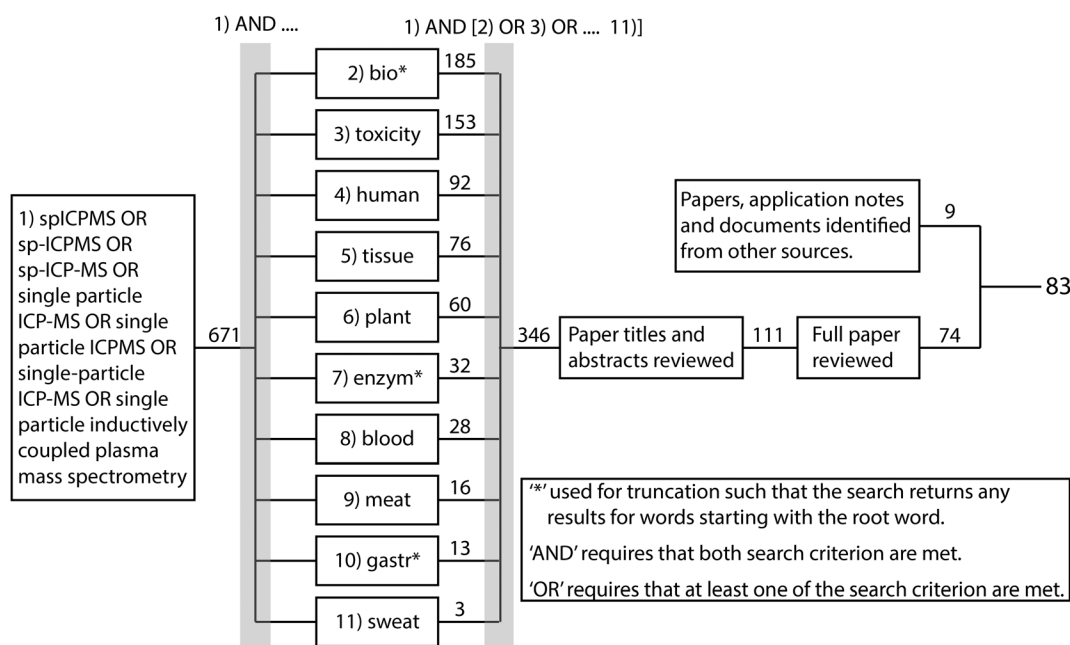 1) AND ....
1) AND [2) OR 3) OR .... 11)]
2) bio*
185
3) toxicity
153
4) human
92
5) tissue
76
6) plant
60
7) enzym*
32
8) blood
28
9) meat
16
10) gastr*
13
11) sweat
3
1) spICPMS OR
sp-ICPMS OR
sp-ICP-MS OR
single particle
ICP-MS OR single
particle ICPMS OR
single-particle
ICP-MS OR single
particle inductively
coupled plasma
mass spectrometry
671
346
Paper titles and
abstracts reviewed
111
Full paper
reviewed
74
Papers, application notes
and documents identified
from other sources.
9
83
'*' used for truncation such that the search returns any
results for words starting with the root word.
'AND' requires that both search criterion are met.
'OR' requires that at least one of the search criterion are met.